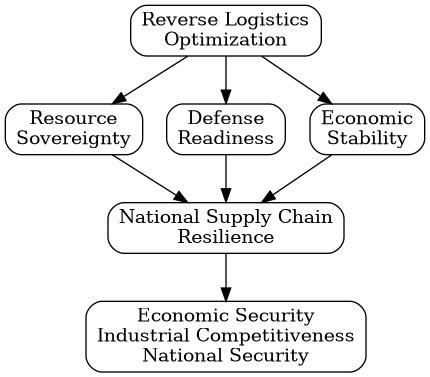 Reverse Logistics
Optimization
Resource
Sovereignty
Defense
Readiness
Economic
Stability
National Supply Chain
Resilience
Economic Security
Industrial Competitiveness
National Security